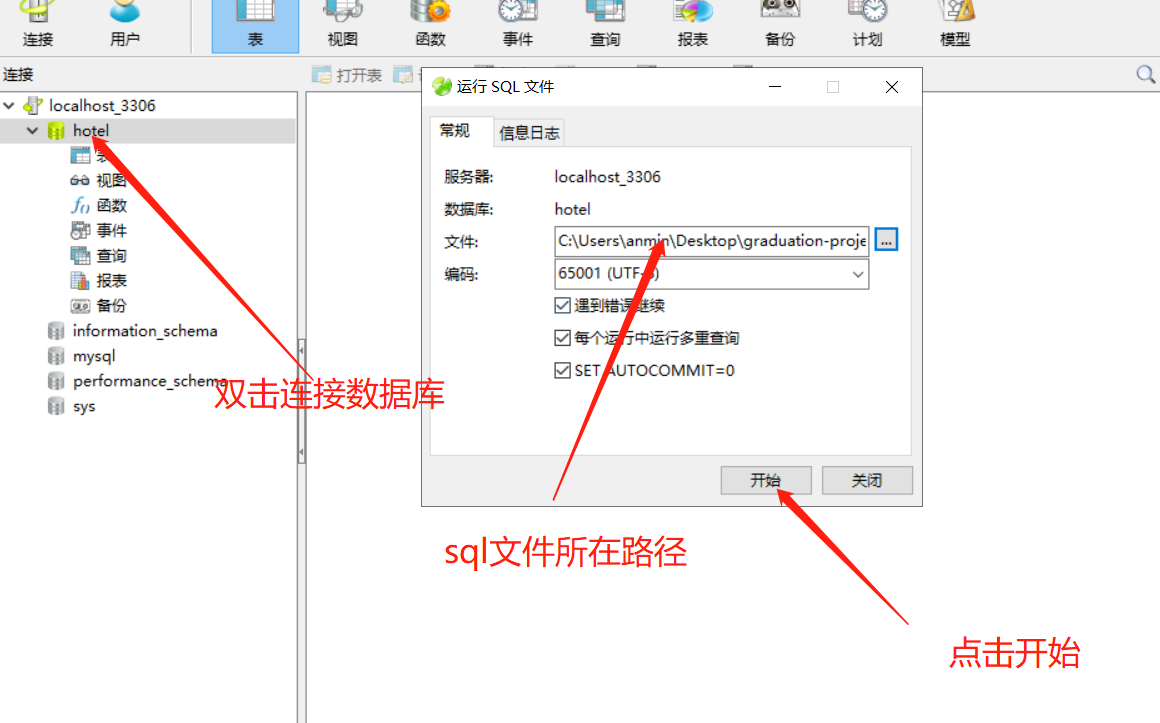 连接 用户 表 视图 函数 事件 查询 报表 备份 计划 模型
连接
打开表
localhost_3306
hotel
视图
函数
事件
查询
报表
备份
information_schema
mysql
performance_schema
sys
运行 SQL 文件
常规 信息日志
服务器: localhost_3306
数据库: hotel
文件: C:\Users\anmin\Desktop\graduation-proje ...
编码: 65001 (UTF-8)
遇到错误继续
每个运行中运行多重查询
SET AUTOCOMMIT=0
开始 关闭
双击连接数据库
sql文件所在路径
点击开始